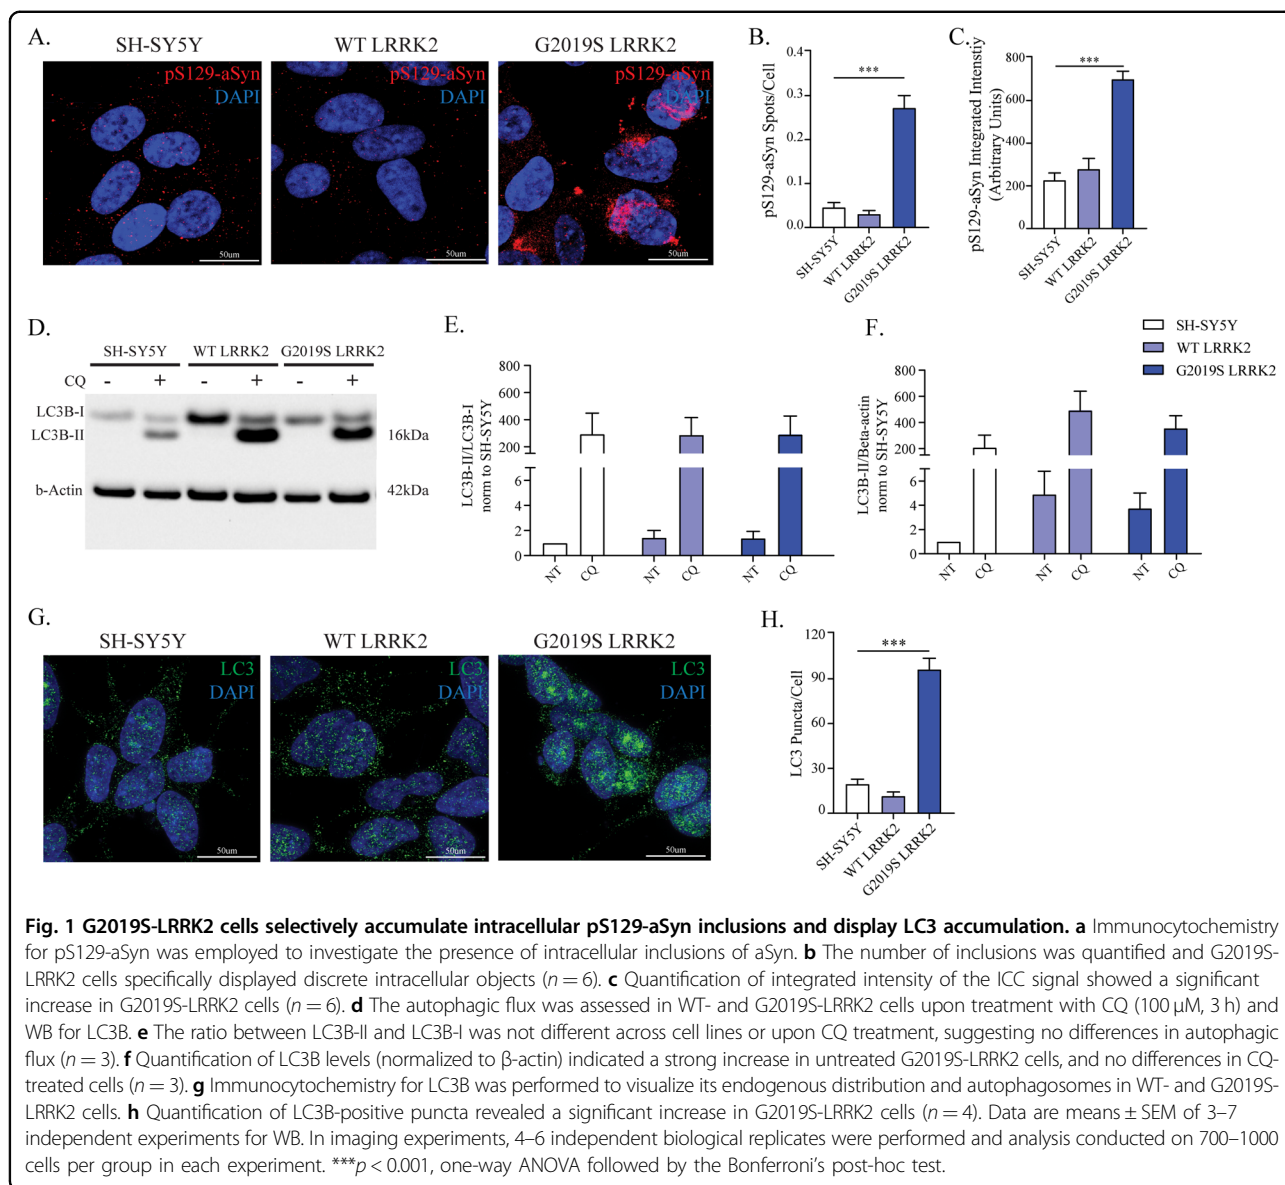 A.
SH-SY5Y
WT LRRK2
G2019S LRRK2
pS129-aSyn
DAPI
50um
pS129-aSyn
DAPI
50um
pS129-aSyn
DAPI
50um
B.
pS129-aSyn Spots/Cell
0.4
0.3
0.2
0.1
0.0
***
SH-SY5Y
WT LRRK2
G2019S LRRK2
C.
pS129-aSyn Integrated Intenstiy
(Arbitrary Units)
800
600
400
200
0
***
SH-SY5Y
WT LRRK2
G2019S LRRK2
D.
SH-SY5Y WT LRRK2 G2019S LRRK2
CQ - + - + - +
LC3B-I
LC3B-II 16kDa
b-Actin 42kDa
E.
LC3B-II/LC3B-I
norm to SH-SY5Y
800
600
400
200
6
4
2
0
NT CQ NT CQ NT CQ
F.
LC3B-II/Beta-actin
norm to SH-SY5Y
800
600
400
200
6
4
2
0
NT CQ NT CQ NT CQ
SH-SY5Y
WT LRRK2
G2019S LRRK2
G.
SH-SY5Y
WT LRRK2
G2019S LRRK2
LC3
DAPI
50um
LC3
DAPI
50um
LC3
DAPI
50um
H.
LC3 Puncta/Cell
120
90
60
30
0
***
SH-SY5Y
WT LRRK2
G2019S LRRK2
Fig. 1 G2019S-LRRK2 cells selectively accumulate intracellular pS129-aSyn inclusions and display LC3 accumulation. a Immunocytochemistry
for pS129-aSyn was employed to investigate the presence of intracellular inclusions of aSyn. b The number of inclusions was quantified and G2019S-
LRRK2 cells specifically displayed discrete intracellular objects (n = 6). c Quantification of integrated intensity of the ICC signal showed a significant
increase in G2019S-LRRK2 cells (n = 6). d The autophagic flux was assessed in WT- and G2019S-LRRK2 cells upon treatment with CQ (100 μM, 3 h) and
WB for LC3B. e The ratio between LC3B-II and LC3B-I was not different across cell lines or upon CQ treatment, suggesting no differences in autophagic
flux (n = 3). f Quantification of LC3B levels (normalized to β-actin) indicated a strong increase in untreated G2019S-LRRK2 cells, and no differences in CQ-
treated cells (n = 3). g Immunocytochemistry for LC3B was performed to visualize its endogenous distribution and autophagosomes in WT- and G2019S-
LRRK2 cells. h Quantification of LC3B-positive puncta revealed a significant increase in G2019S-LRRK2 cells (n = 4). Data are means ± SEM of 3–7
independent experiments for WB. In imaging experiments, 4–6 independent biological replicates were performed and analysis conducted on 700–1000
cells per group in each experiment. ***p < 0.001, one-way ANOVA followed by the Bonferroni's post-hoc test.